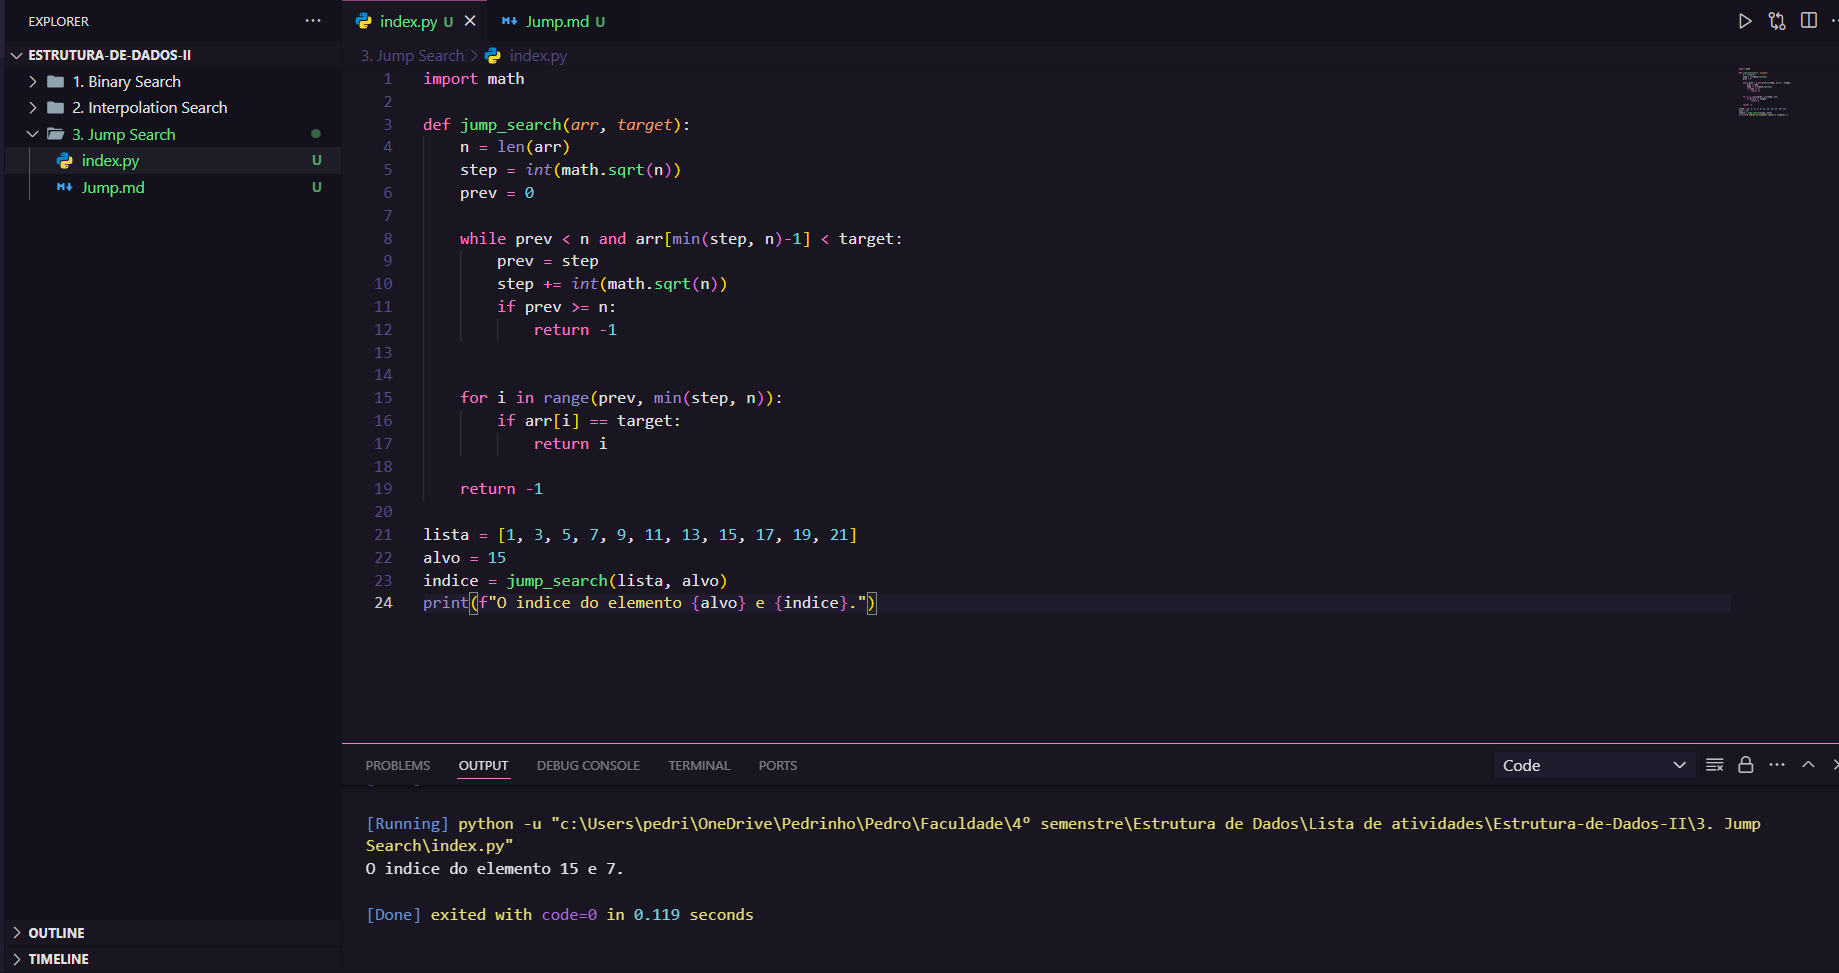 EXPLORER
ESTRUTURA-DE-DADOS-II
1. Binary Search
2. Interpolation Search
3. Jump Search
index.py U
Jump.md U
OUTLINE
TIMELINE
index.py U
Jump.md U
3. Jump Search > index.py
1 import math
2
3 def jump_search(arr, target):
4 n = len(arr)
5 step = int(math.sqrt(n))
6 prev = 0
7
8 while prev < n and arr[min(step, n)-1] < target:
9 prev = step
10 step += int(math.sqrt(n))
11 if prev >= n:
12 return -1
13
14
15 for i in range(prev, min(step, n)):
16 if arr[i] == target:
17 return i
18
19 return -1
20
21 lista = [1, 3, 5, 7, 9, 11, 13, 15, 17, 19, 21]
22 alvo = 15
23 indice = jump_search(lista, alvo)
24 print(f"O indice do elemento {alvo} e {indice}.")
PROBLEMS OUTPUT DEBUG CONSOLE TERMINAL PORTS
Code
[Running] python -u "c:\Users\pedri\OneDrive\Pedrinho\Pedro\Faculdade\4º semenstre\Estrutura de Dados\Lista de atividades\Estrutura-de-Dados-II\3. Jump
Search\index.py"
O indice do elemento 15 e 7.
[Done] exited with code=0 in 0.119 seconds